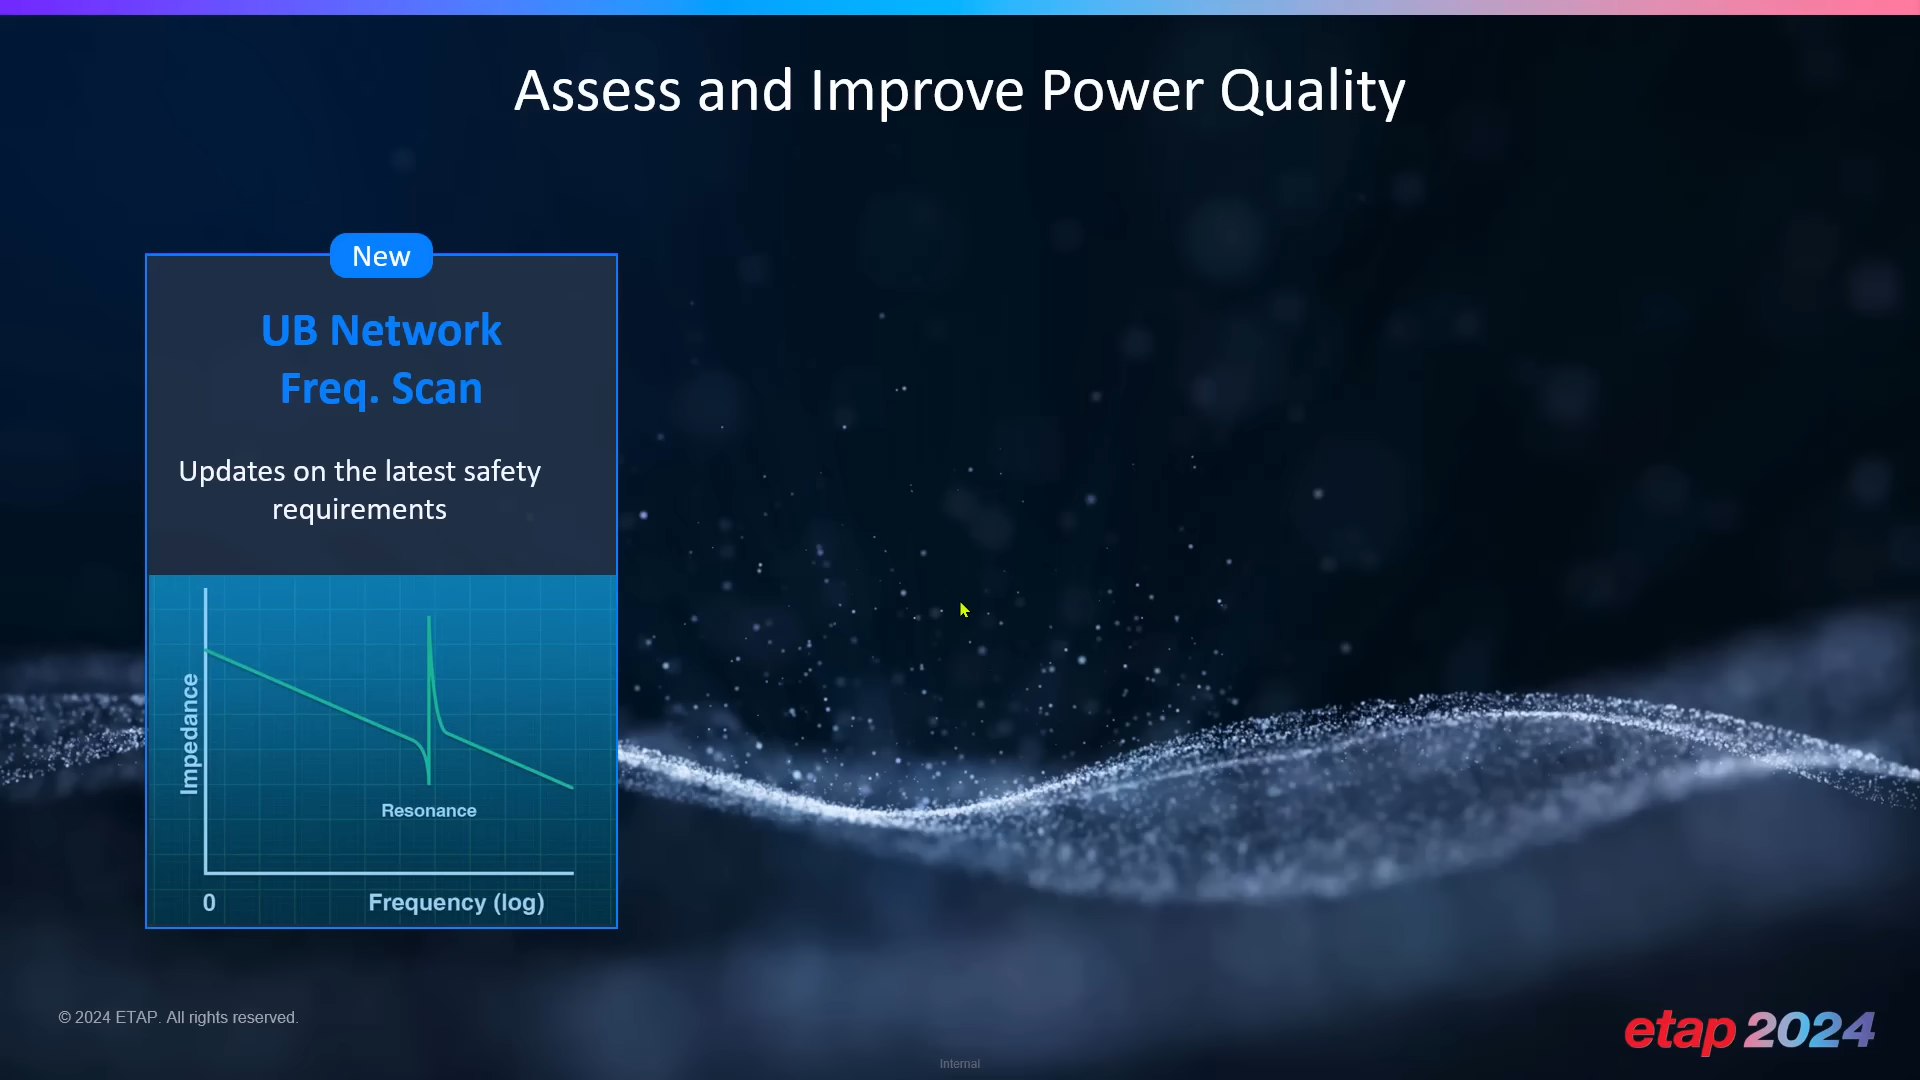 Assess and Improve Power Quality
New
UB Network
Freq. Scan
Updates on the latest safety
requirements
Impedance
Resonance
0
Frequency (log)
© 2024 ETAP. All rights reserved.
etap 2024
Internal